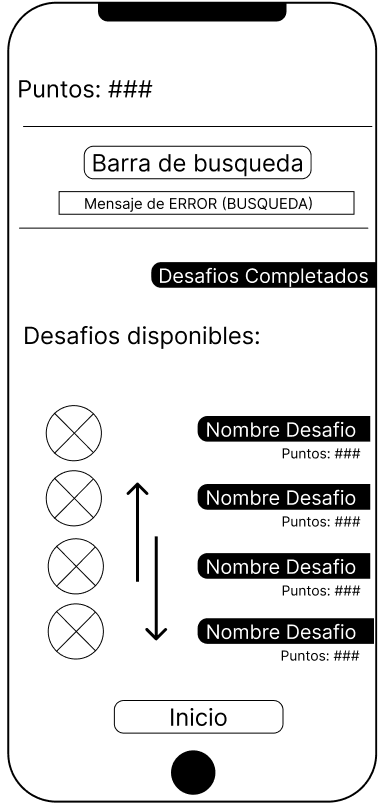 Puntos: ###
Barra de busqueda
Mensaje de ERROR (BUSQUEDA)
Desafios Completados
Desafios disponibles:
Nombre Desafio
Puntos: ###
Nombre Desafio
Puntos: ###
Nombre Desafio
Puntos: ###
Nombre Desafio
Puntos: ###
Inicio